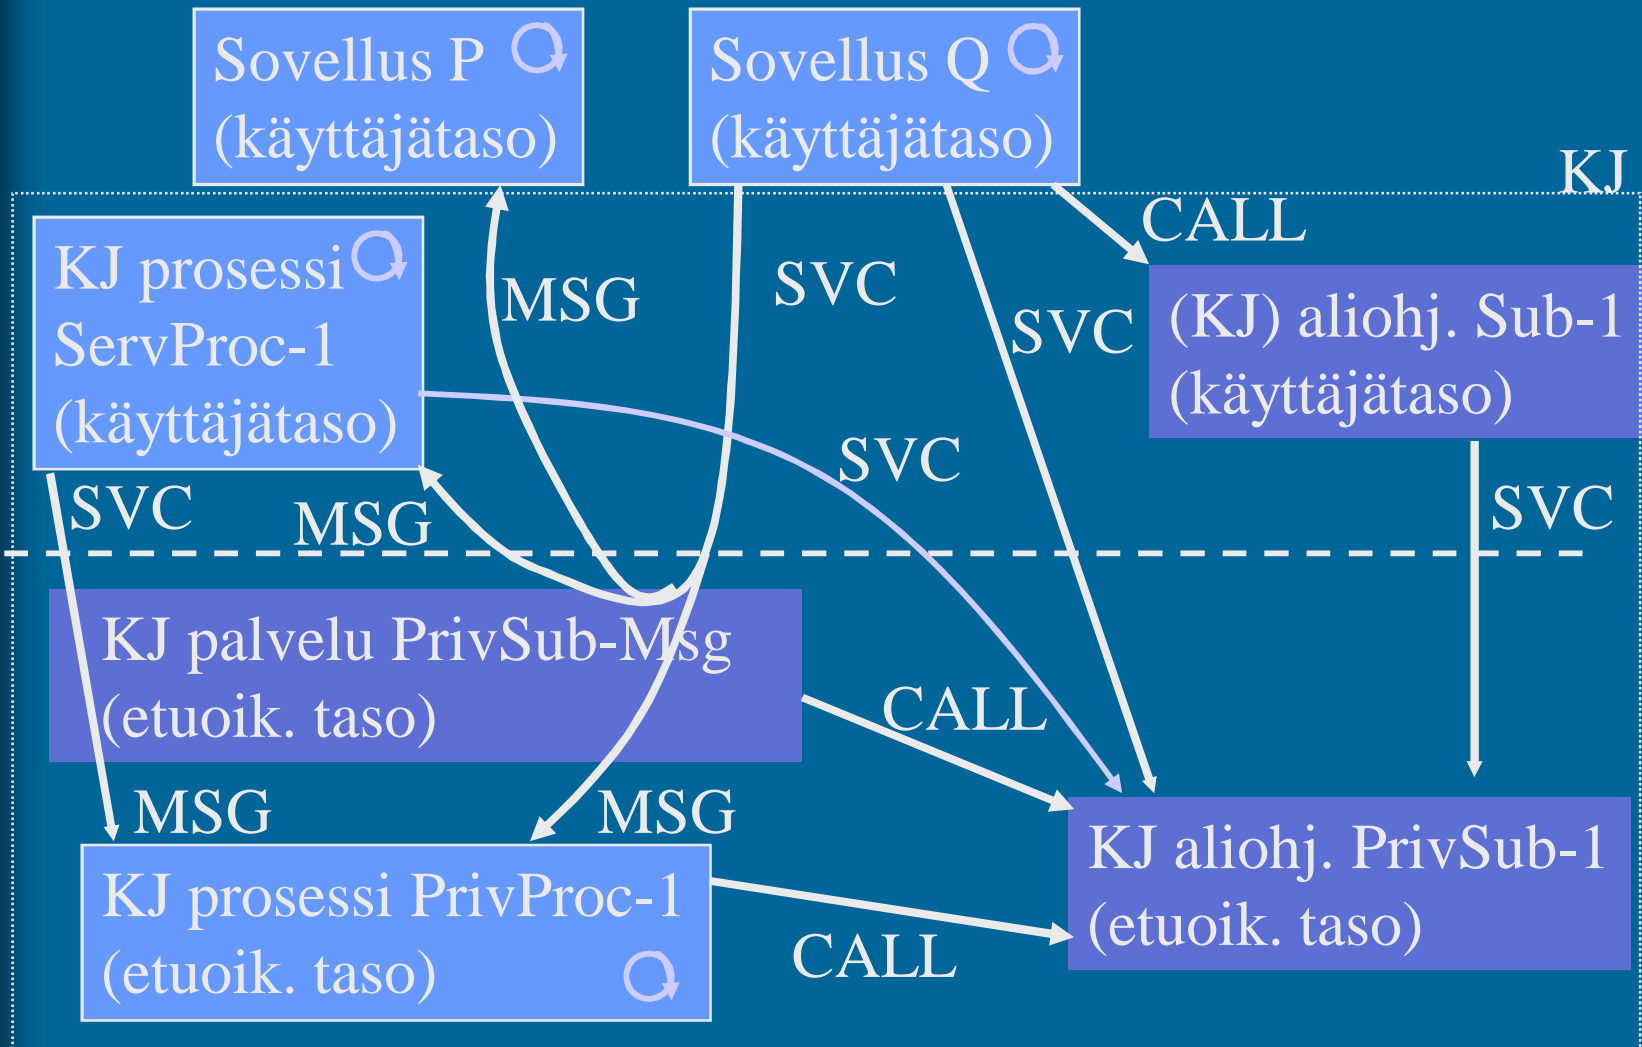 Sovellus P
(käyttäjätaso)
Sovellus Q
(käyttäjätaso)
KJ
CALL
KJ prosessi
ServProc-1
(käyttäjätaso)
MSG
SVC
SVC
(KJ) aliohj. Sub-1
(käyttäjätaso)
SVC
MSG
SVC
SVC
KJ palvelu PrivSub-Msg
(etuoik. taso)
CALL
MSG
MSG
KJ prosessi PrivProc-1
(etuoik. taso)
CALL
KJ aliohj. PrivSub-1
(etuoik. taso)